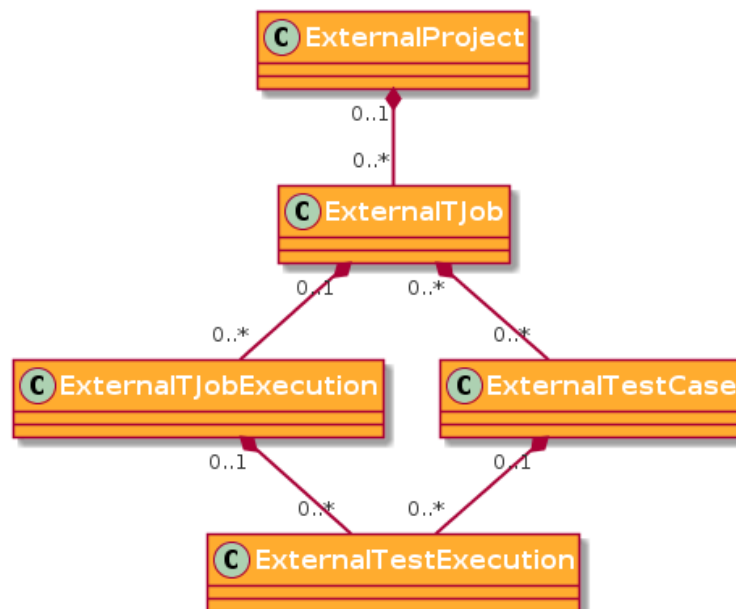 C ExternalProject
0..1
0..*
C ExternalTJob
0..1 0..*
0..* 0..*
C ExternalTJobExecution C ExternalTestCase
0..1 0..1
0..* 0..*
C ExternalTestExecution